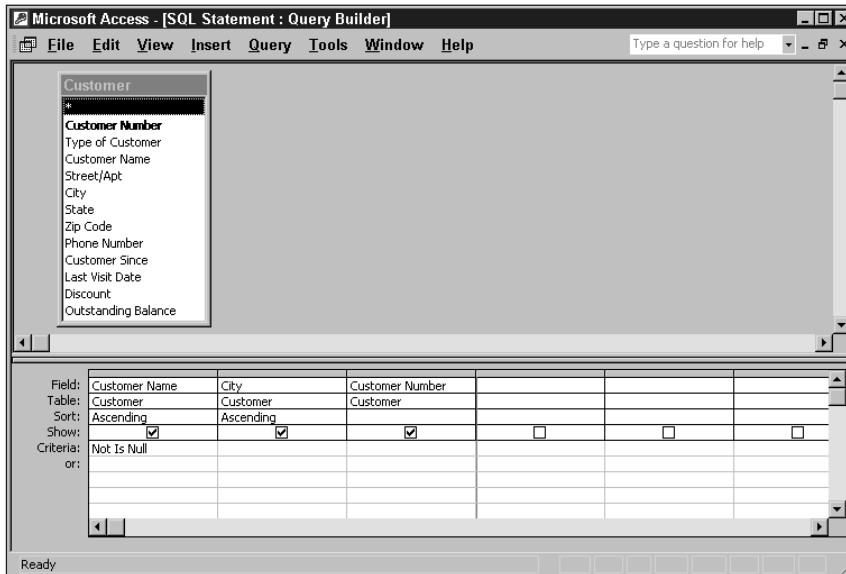 Microsoft Access - [SQL Statement : Query Builder]
File Edit View Insert Query Tools Window Help Type a question for help
Customer
*
Customer Number
Type of Customer
Customer Name
Street/Apt
City
State
Zip Code
Phone Number
Customer Since
Last Visit Date
Discount
Outstanding Balance
Field: Customer Name City Customer Number
Table: Customer Customer Customer
Sort: Ascending Ascending
Show:
Criteria: Not Is Null
or:
Ready